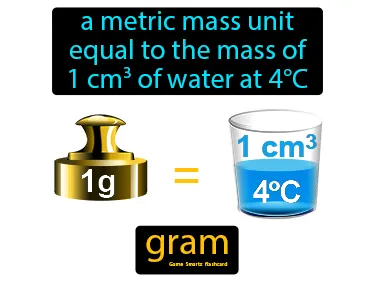 a metric mass unit
equal to the mass of
1 cm³ of water at 4°C
1g
=
1 cm³
4ºC
gram
Game Smartz flashcard